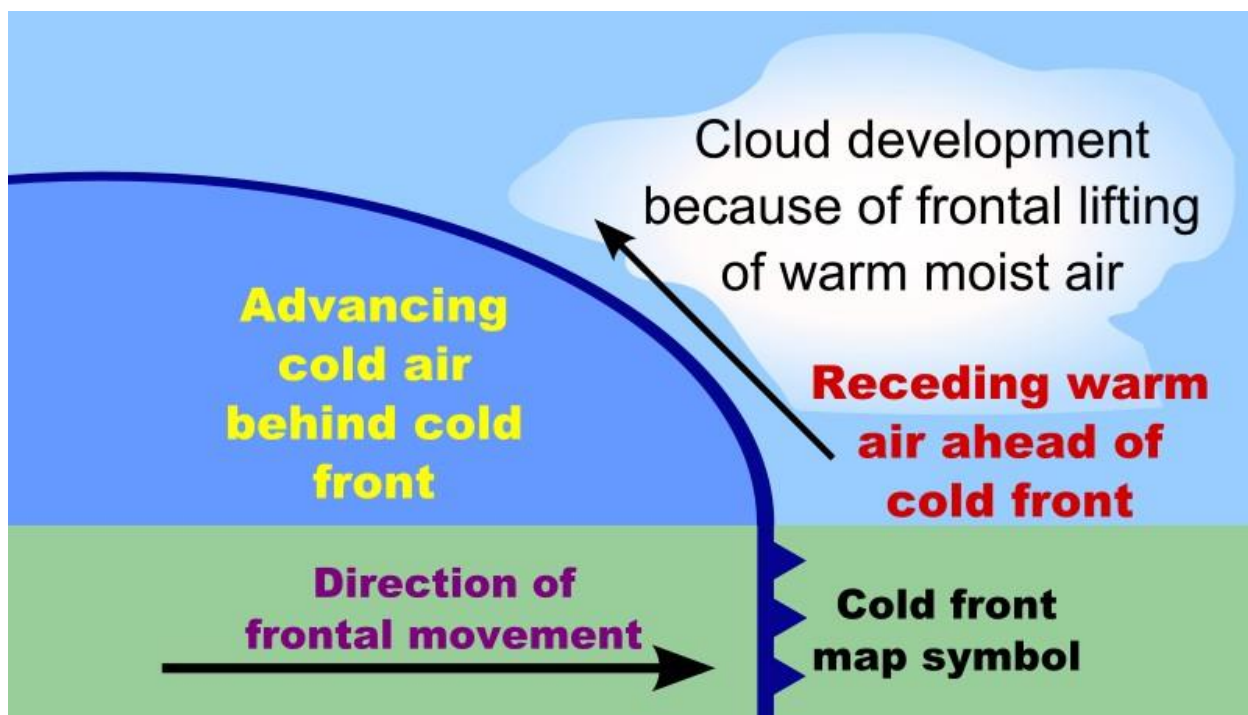 Cloud development
because of frontal lifting
of warm moist air
Advancing
cold air
behind cold
front
Receding warm
air ahead of
cold front
Direction of
frontal movement
Cold front
map symbol